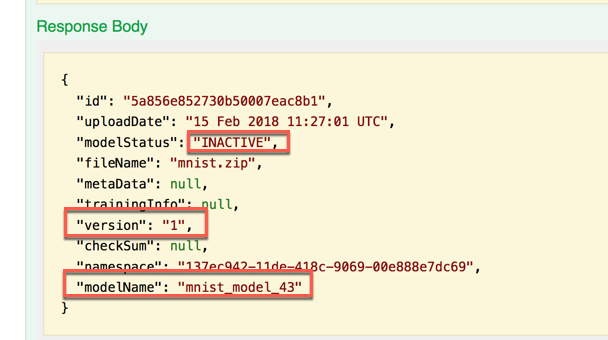 Response Body
{
"id": "5a856e852730b50007eac8b1",
"uploadDate": "15 Feb 2018 11:27:01 UTC",
"modelStatus": "INACTIVE",
"fileName": "mnist.zip",
"metaData": null,
"trainingInfo": null,
"version": "1",
"checkSum": null,
"namespace": "137ec942-11de-418c-9069-00e888e7dc69",
"modelName": "mnist_model_43"
}